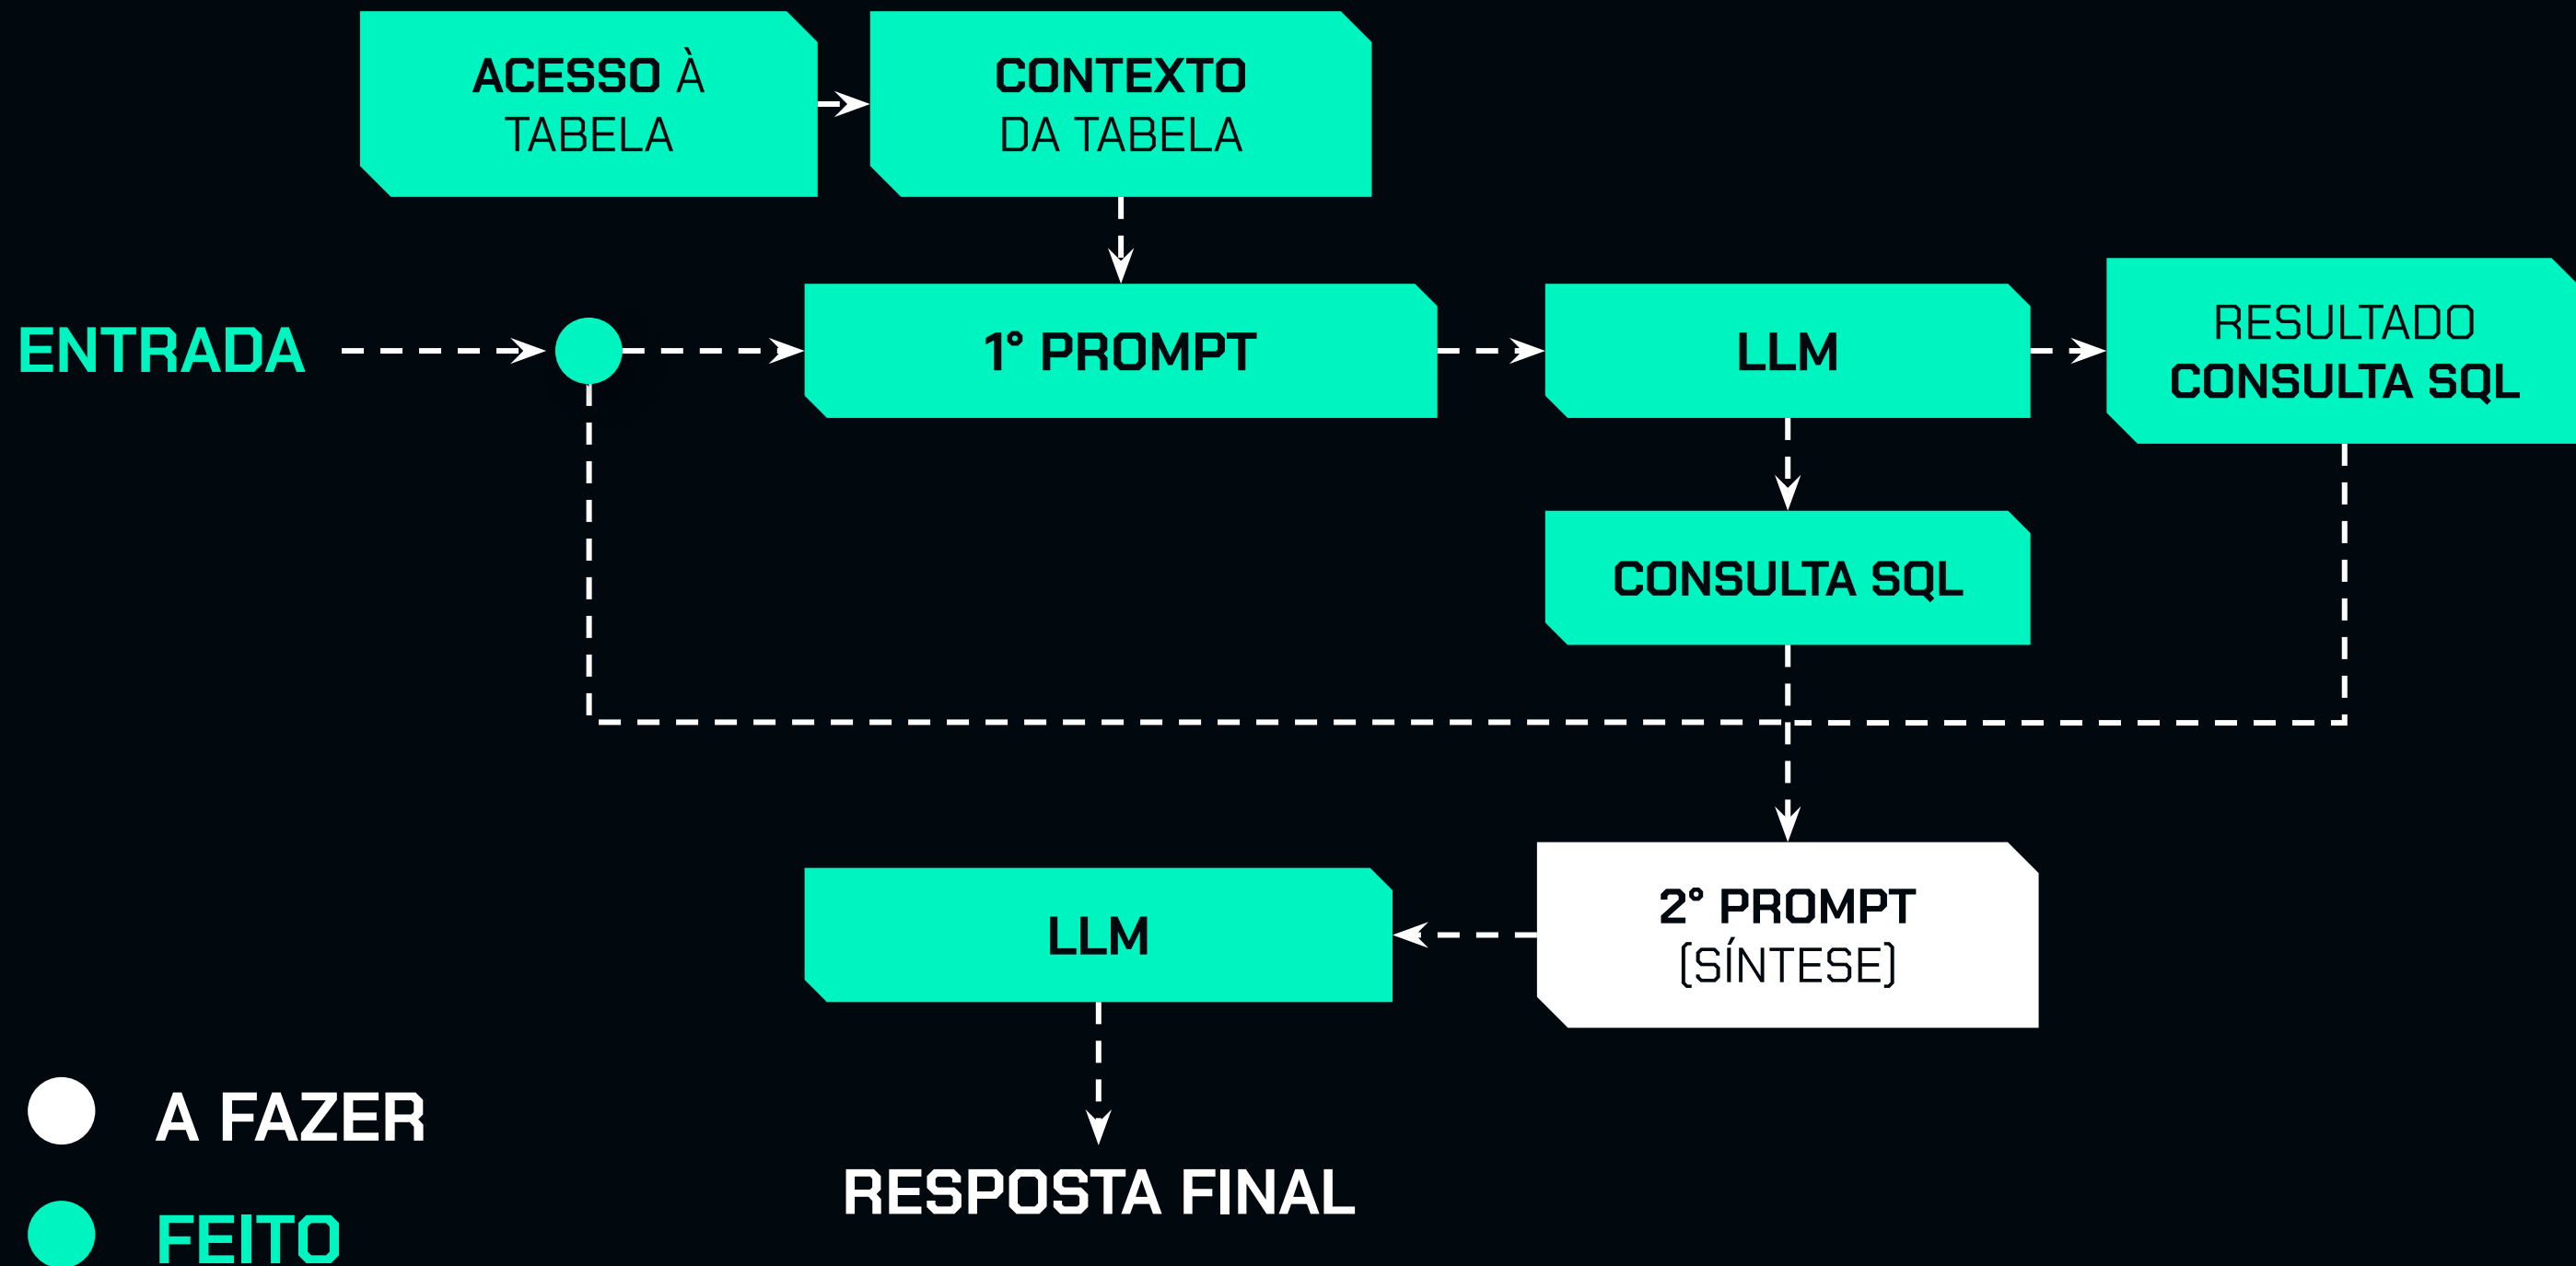 ACESSO À
TABELA
CONTEXTO
DA TABELA
ENTRADA
1° PROMPT
LLM
RESULTADO
CONSULTA SQL
CONSULTA SQL
2° PROMPT
(SÍNTESE)
LLM
RESPOSTA FINAL
A FAZER
FEITO